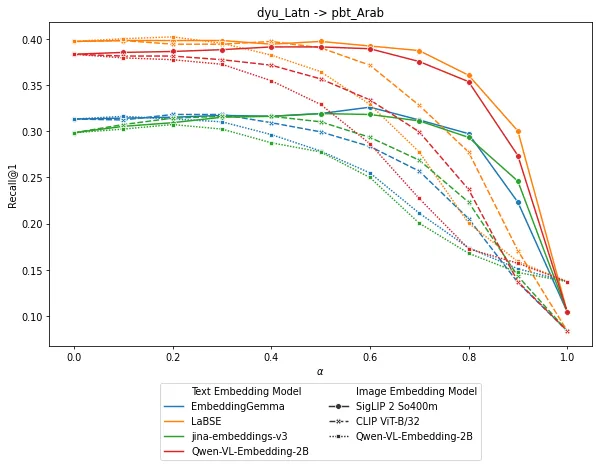 dyu_Latn -> pbt_Arab
Recall@1
0.40
0.35
0.30
0.25
0.20
0.15
0.10
0.0 0.2 0.4 0.6 0.8 1.0
α
Text Embedding Model Image Embedding Model
EmbeddingGemma SigLIP 2 So400m
LaBSE CLIP ViT-B/32
jina-embeddings-v3 Qwen-VL-Embedding-2B
Qwen-VL-Embedding-2B